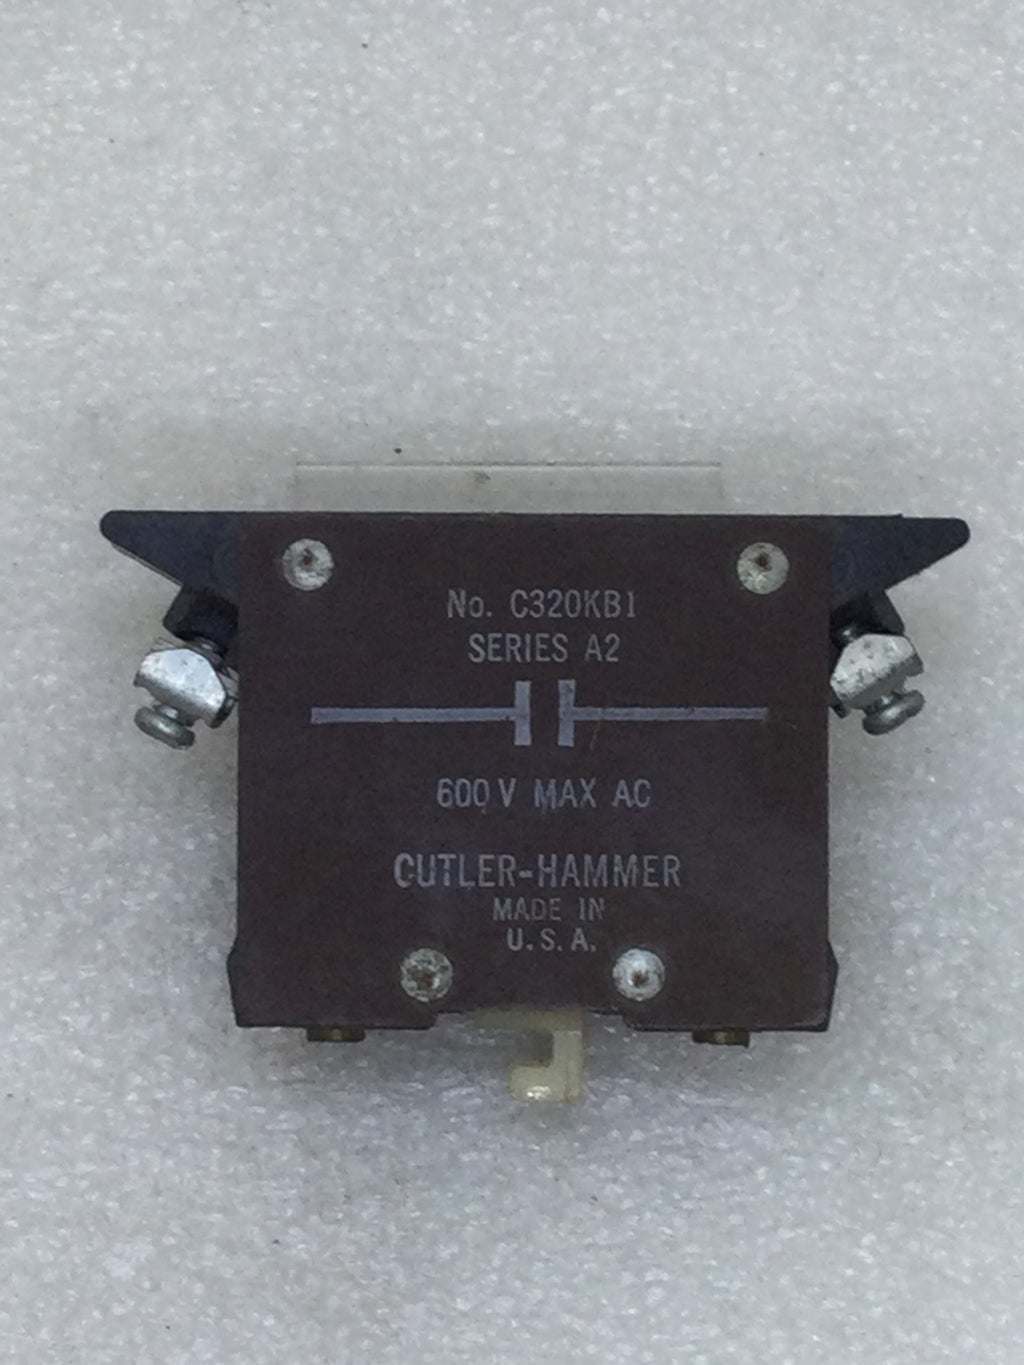 No. C320KB1
SERIES A2
600 V MAX AC
CUTLER-HAMMER
MADE IN
U.S.A.